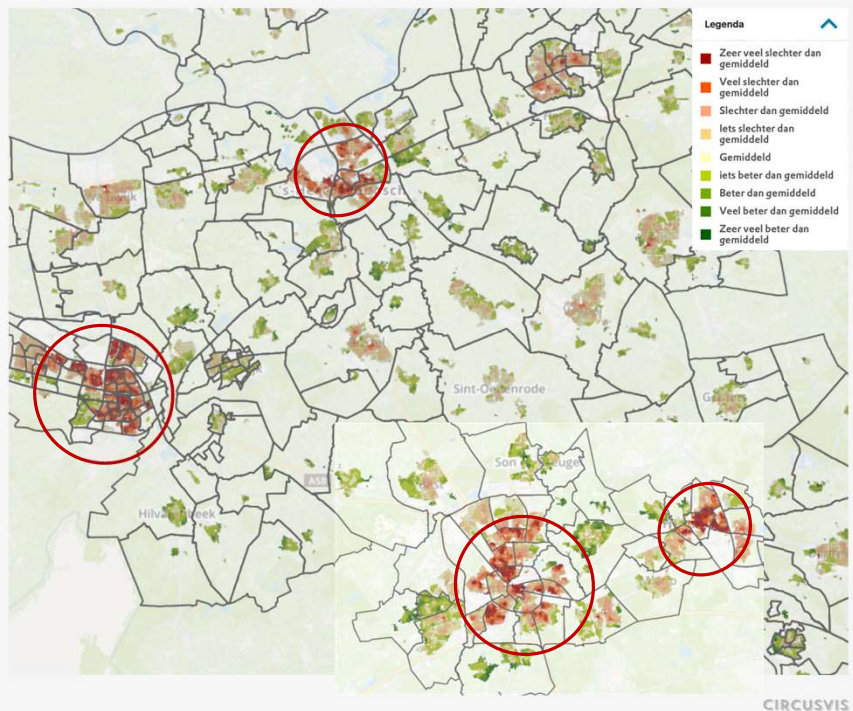 Legenda
Zeer veel slechter dan
gemiddeld
Veel slechter dan
gemiddeld
Slechter dan gemiddeld
Iets slechter dan
gemiddeld
Gemiddeld
iets beter dan gemiddeld
Beter dan gemiddeld
Veel beter dan gemiddeld
Zeer veel beter dan
gemiddeld
Sint-Oedenrode
A58
Son
CIRCUSVIS